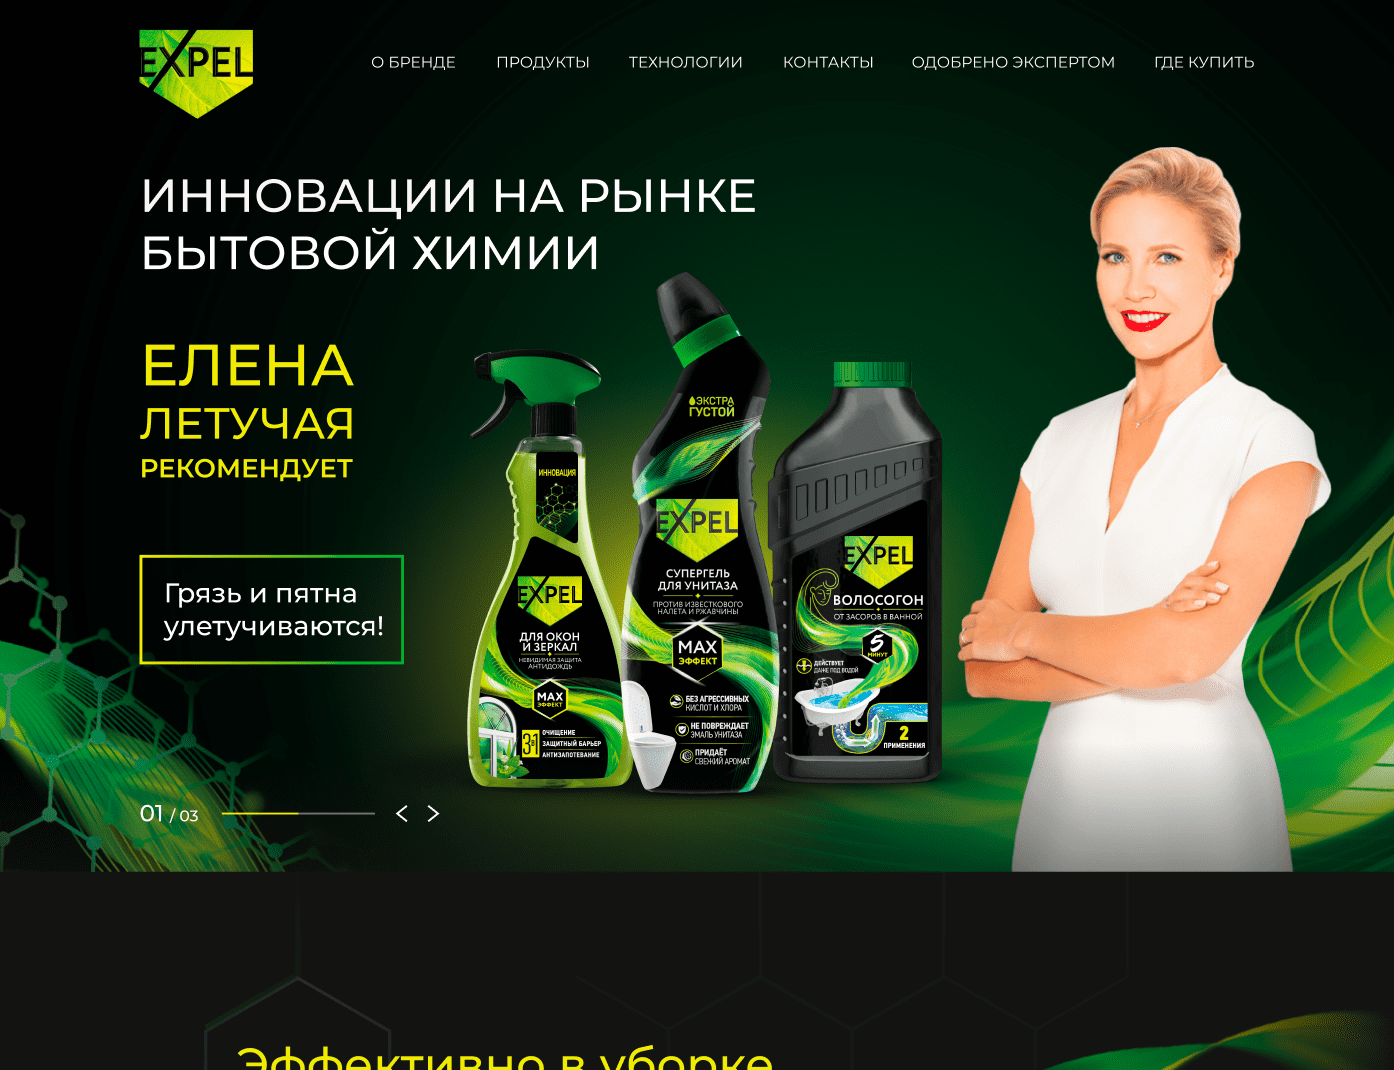 EXPEL
О БРЕНДЕ
ПРОДУКТЫ
ТЕХНОЛОГИИ
КОНТАКТЫ
ОДОБРЕНО ЭКСПЕРТОМ
ГДЕ КУПИТЬ
ИННОВАЦИИ НА РЫНКЕ
БЫТОВОЙ ХИМИИ
ЕЛЕНА
ЛЕТУЧАЯ
РЕКОМЕНДУЕТ
Грязь и пятна
улетучиваются!
ИННОВАЦИЯ
EXPEL
ДЛЯ ОКОН
И ЗЕРКАЛ
НЕВИДИМАЯ ЗАЩИТА
АНТИДОЖДЬ
MAX
ЭФФЕКТ
3в1
ОЧИЩЕНИЕ
ЗАЩИТНЫЙ БАРЬЕР
АНТИЗАПОТЕВАНИЕ
ЭКСТРА
ГУСТОЙ
EXPEL
СУПЕРГЕЛЬ
ДЛЯ УНИТАЗА
ПРОТИВ ИЗВЕСТКОВОГО
НАЛЕТА И РЖАВЧИНЫ
MAX
ЭФФЕКТ
БЕЗ АГРЕССИВНЫХ
КИСЛОТ И ХЛОРА
НЕ ПОВРЕЖДАЕТ
ЭМАЛЬ УНИТАЗА
ПРИДАЁТ
СВЕЖИЙ АРОМАТ
EXPEL
ВОЛОСОГОН
ОТ ЗАСОРОВ В ВАННОЙ
5
МИНУТ
ДЕЙСТВУЕТ
ДАЖЕ ПОД ВОДОЙ
2
ПРИМЕНЕНИЯ
01 / 03
Эффективно в уборке